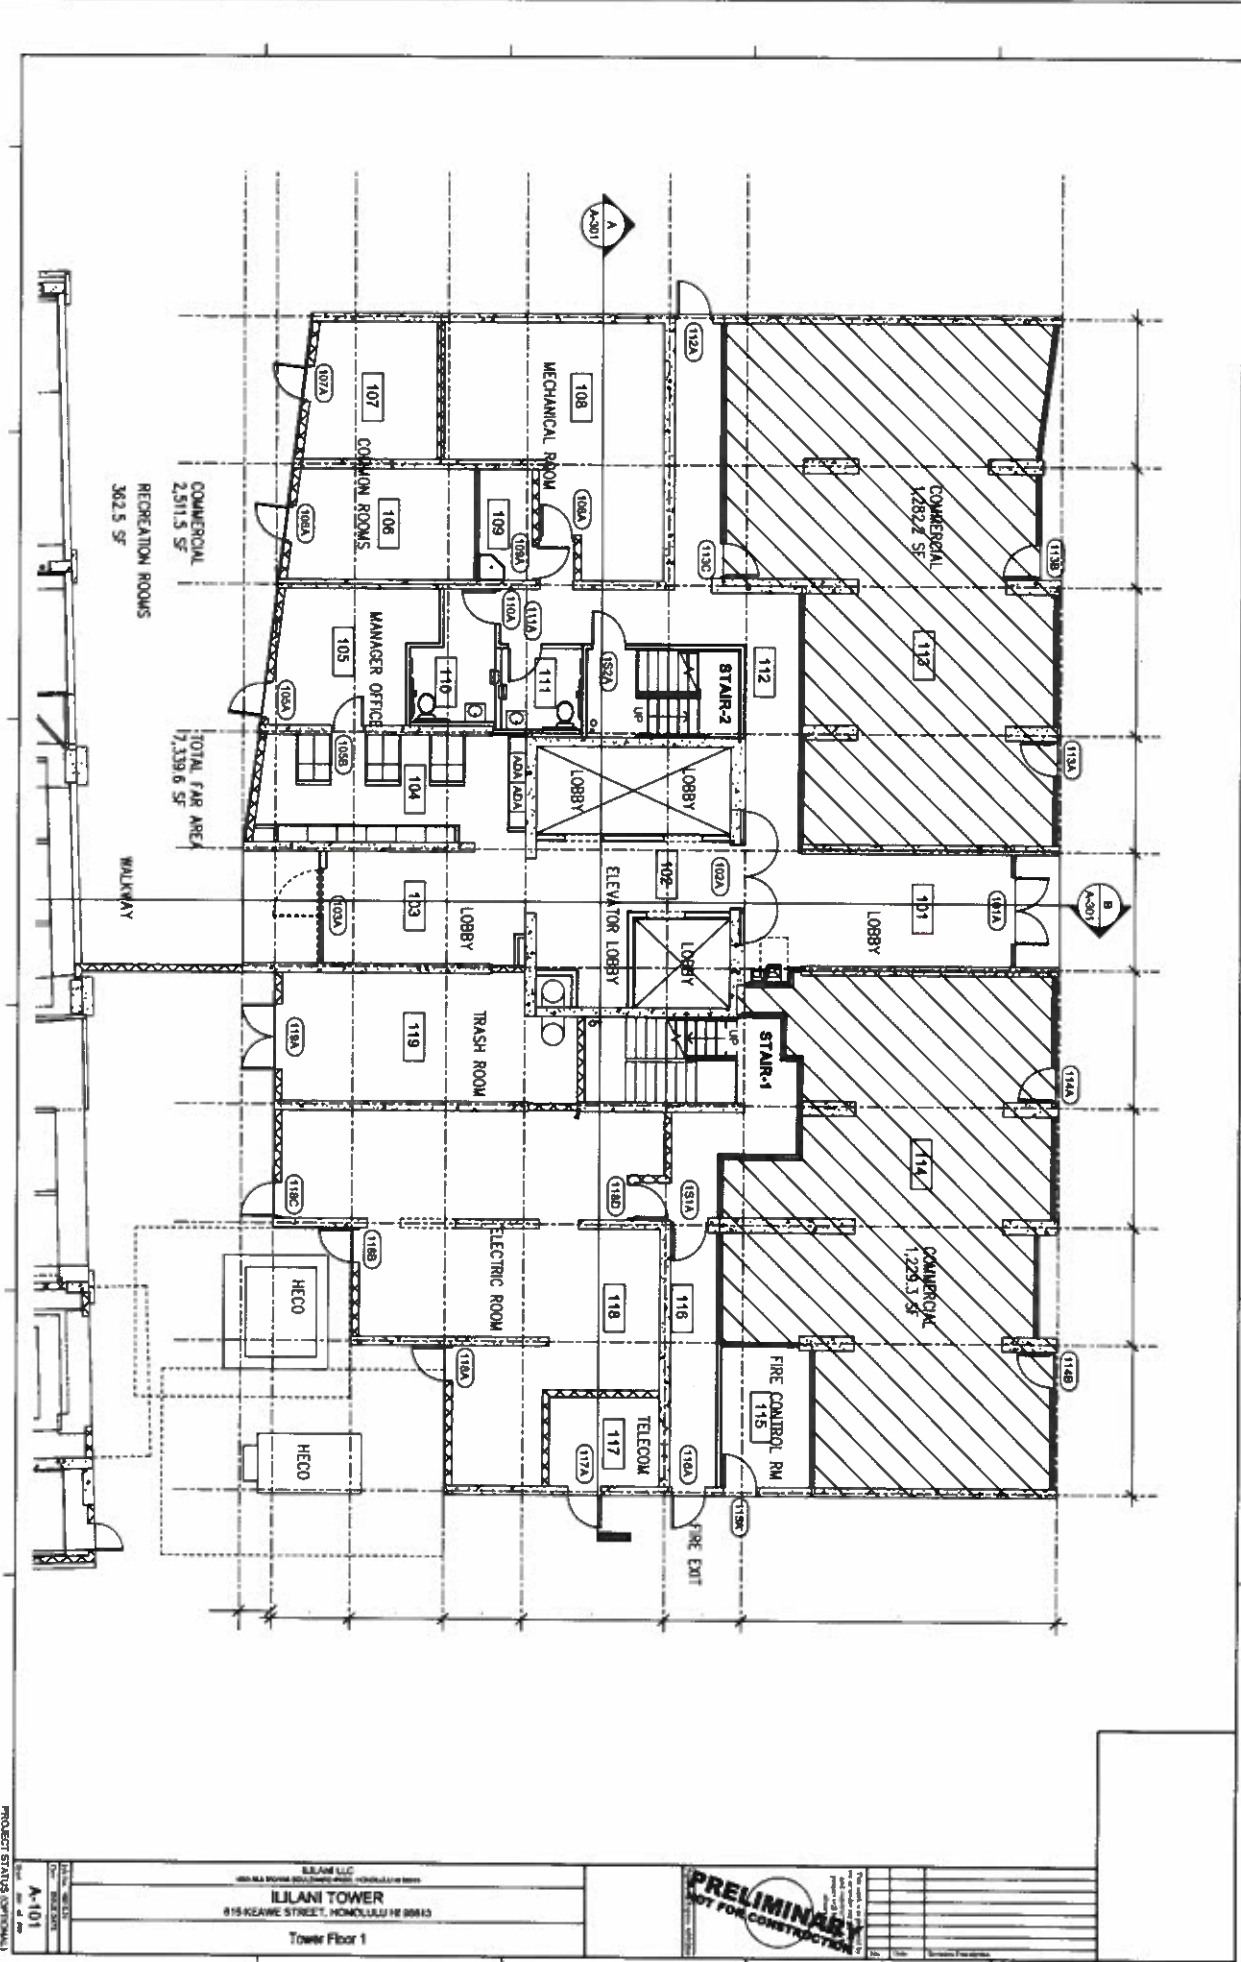 A
A-301
B
A-301
112A
107A
107
108
MECHANICAL ROOM
COMMON ROOMS
106
106A
109
109A
113C
COMMERCIAL
1,282.2 SF
113B
113
113A
COMMERCIAL
2,511.5 SF
RECREATION ROOMS
362.5 SF
MANAGER OFFICE
105
105A
105B
110A
111A
110
111
1S2A
STAIR-2
UP
112
TOTAL FAR AREA
7,339.6 SF
104
ADA
ADA
LOBBY
LOBBY
WALKWAY
103
103A
LOBBY
ELEVATOR LOBBY
102
102A
LOBBY
101
101A
LOBBY
119A
119
TRASH ROOM
UP
STAIR-1
114A
114
COMMERCIAL
1,229.3 SF
114B
118C
118D
1S1A
118B
ELECTRIC ROOM
118
116
HECO
HECO
118A
117
TELECOM
117A
116A
FIRE CONTROL RM
115
FIRE EXIT
PRELIMINARY
NOT FOR CONSTRUCTION
ILILANI LLC
ILILANI TOWER
615 KEAWE STREET, HONOLULU HI 96813
Tower Floor 1
A-101
PROJECT STATUS (OPTIONAL)